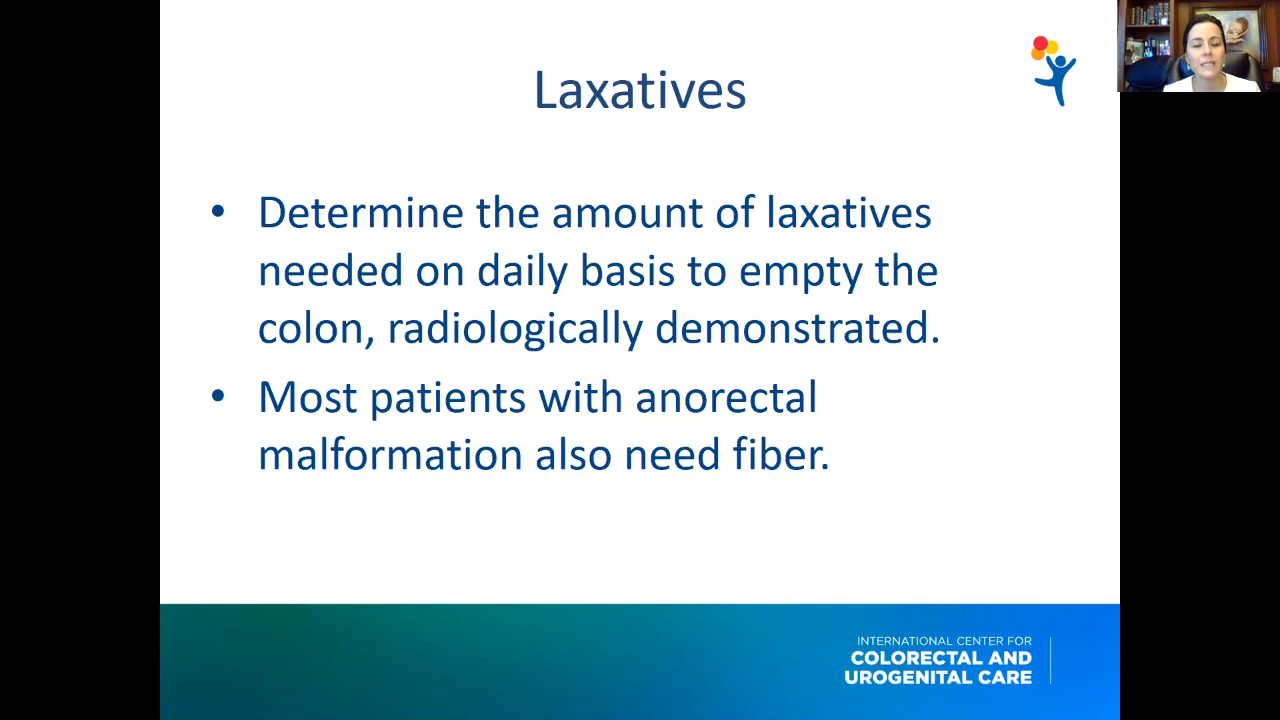 Laxatives
• Determine the amount of laxatives
needed on daily basis to empty the
colon, radiologically demonstrated.
• Most patients with anorectal
malformation also need fiber.
INTERNATIONAL CENTER FOR
COLORECTAL AND
UROGENITAL CARE